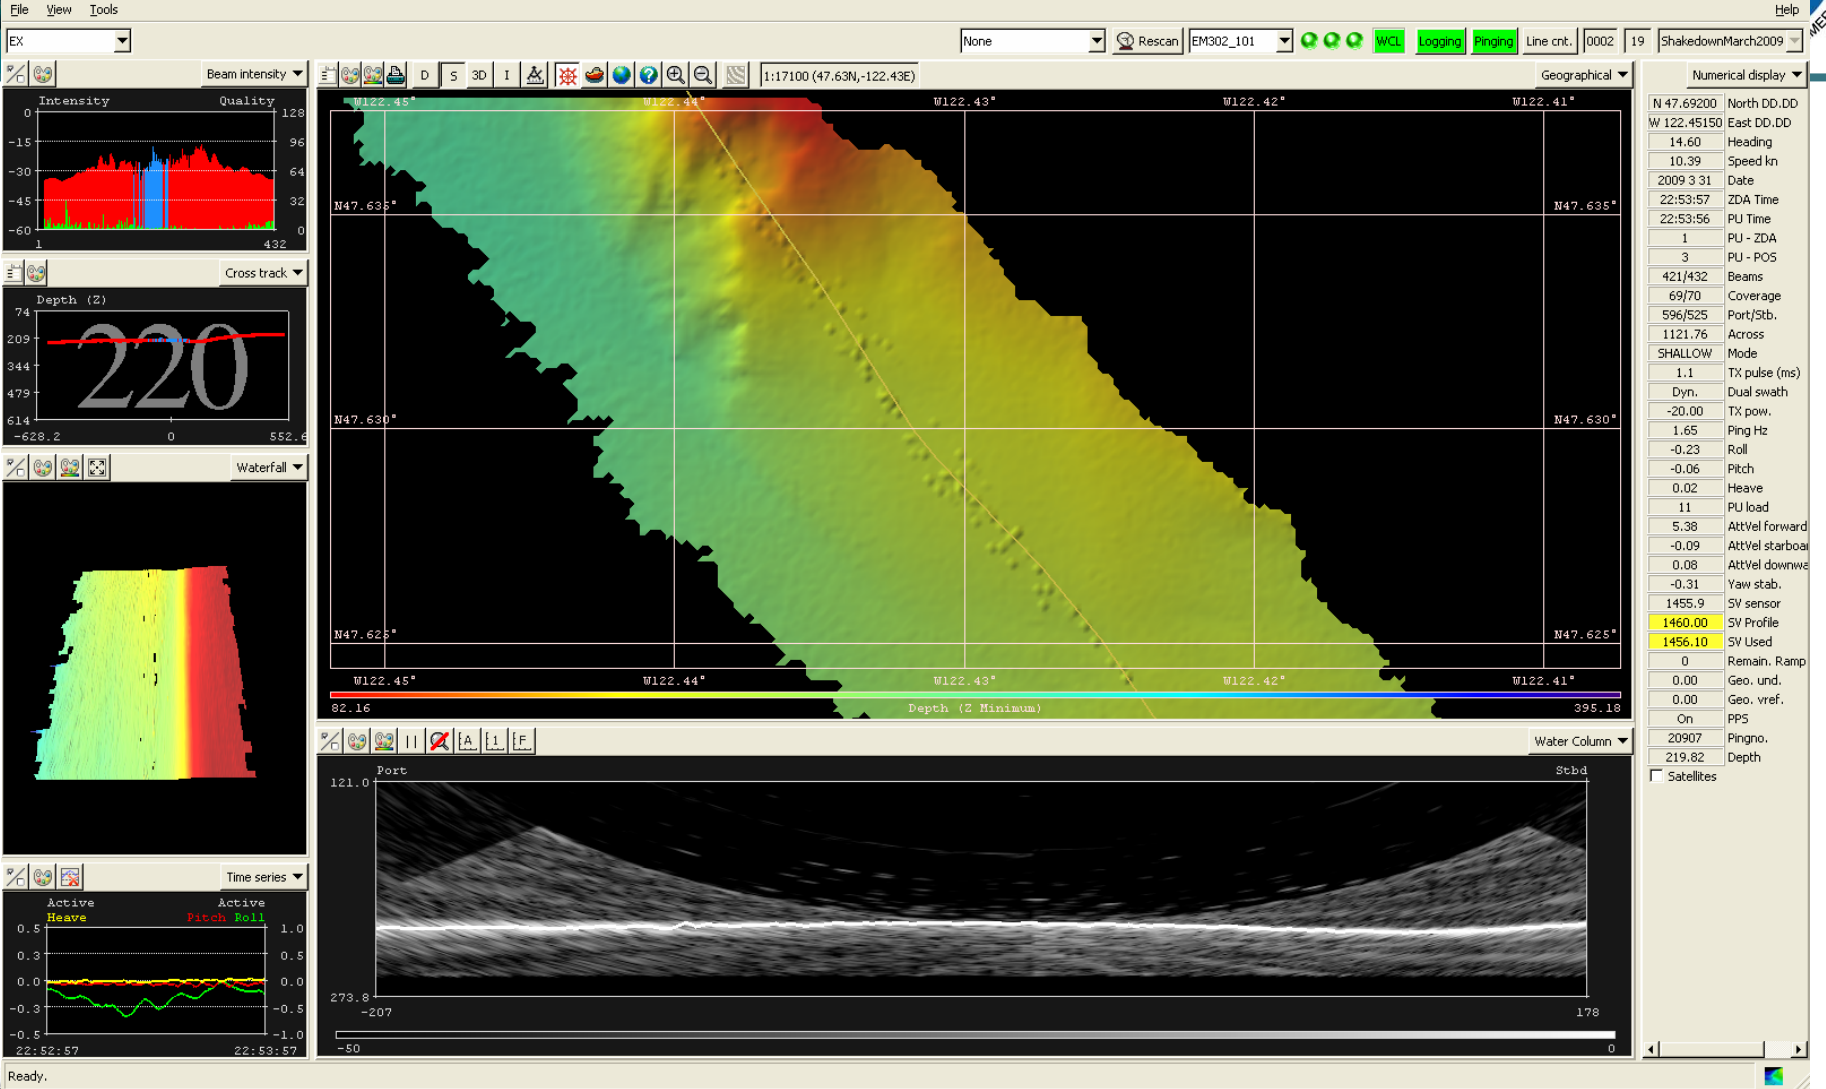 File View Tools Help
EX
None Rescan EM302_101 WCL Logging Pinging Line cnt. 0002 19 ShakedownMarch2009
Beam intensity
Intensity Quality
0 128
-15 96
-30 64
-45 32
-60 0
1 432
Cross track
Depth (Z)
74
209
344
479
614
220
-628.2 0 552.6
Waterfall
Time series
Active Active
Heave Pitch Roll
0.5 1.0
0.3 0.5
0.0 0.0
-0.3 -0.5
-0.5 -1.0
22:52:57 22:53:57
D S 3D I 1:17100 (47.63N,-122.43E) Geographical
W122.45° W122.44° W122.43° W122.42° W122.41°
N47.635° N47.635°
N47.630° N47.630°
N47.625° N47.625°
W122.45° W122.44° W122.43° W122.42° W122.41°
82.16 Depth (Z Minimum) 395.18
A 1 F Water Column
Port Stbd
121.0
273.8
-207 178
-50 0
Numerical display
N 47.69200 North DD.DD
W 122.45150 East DD.DD
14.60 Heading
10.39 Speed kn
2009 3 31 Date
22:53:57 ZDA Time
22:53:56 PU Time
1 PU - ZDA
3 PU - POS
421/432 Beams
69/70 Coverage
596/525 Port/Stb.
1121.76 Across
SHALLOW Mode
1.1 TX pulse (ms)
Dyn. Dual swath
-20.00 TX pow.
1.65 Ping Hz
-0.23 Roll
-0.06 Pitch
0.02 Heave
11 PU load
5.38 AttVel forward
-0.09 AttVel starboar
0.08 AttVel downwa
-0.31 Yaw stab.
1455.9 SV sensor
1460.00 SV Profile
1456.10 SV Used
0 Remain. Ramp
0.00 Geo. und.
0.00 Geo. vref.
On PPS
20907 Pingno.
219.82 Depth
Satellites
Ready.